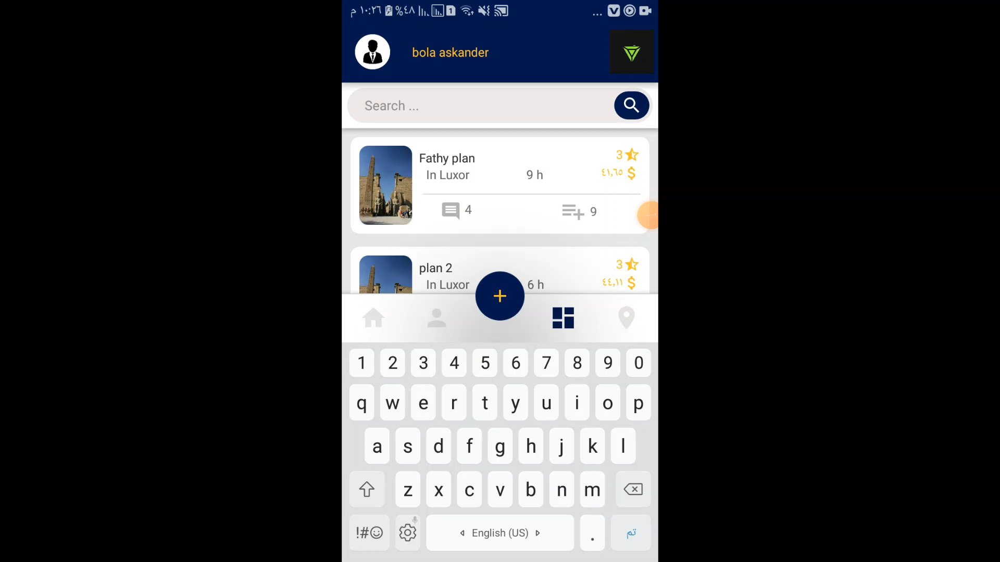 م ١٠:٢٦ %٤٨ 1 ...
bola askander
Search ...
Fathy plan
3
In Luxor
9 h
٤١,٦٥ $
4
9
plan 2
3
In Luxor
6 h
٤٤,١١ $
+
1 2 3 4 5 6 7 8 9 0
q w e r t y u i o p
a s d f g h j k l
z x c v b n m
!#☺ English (US) . تم